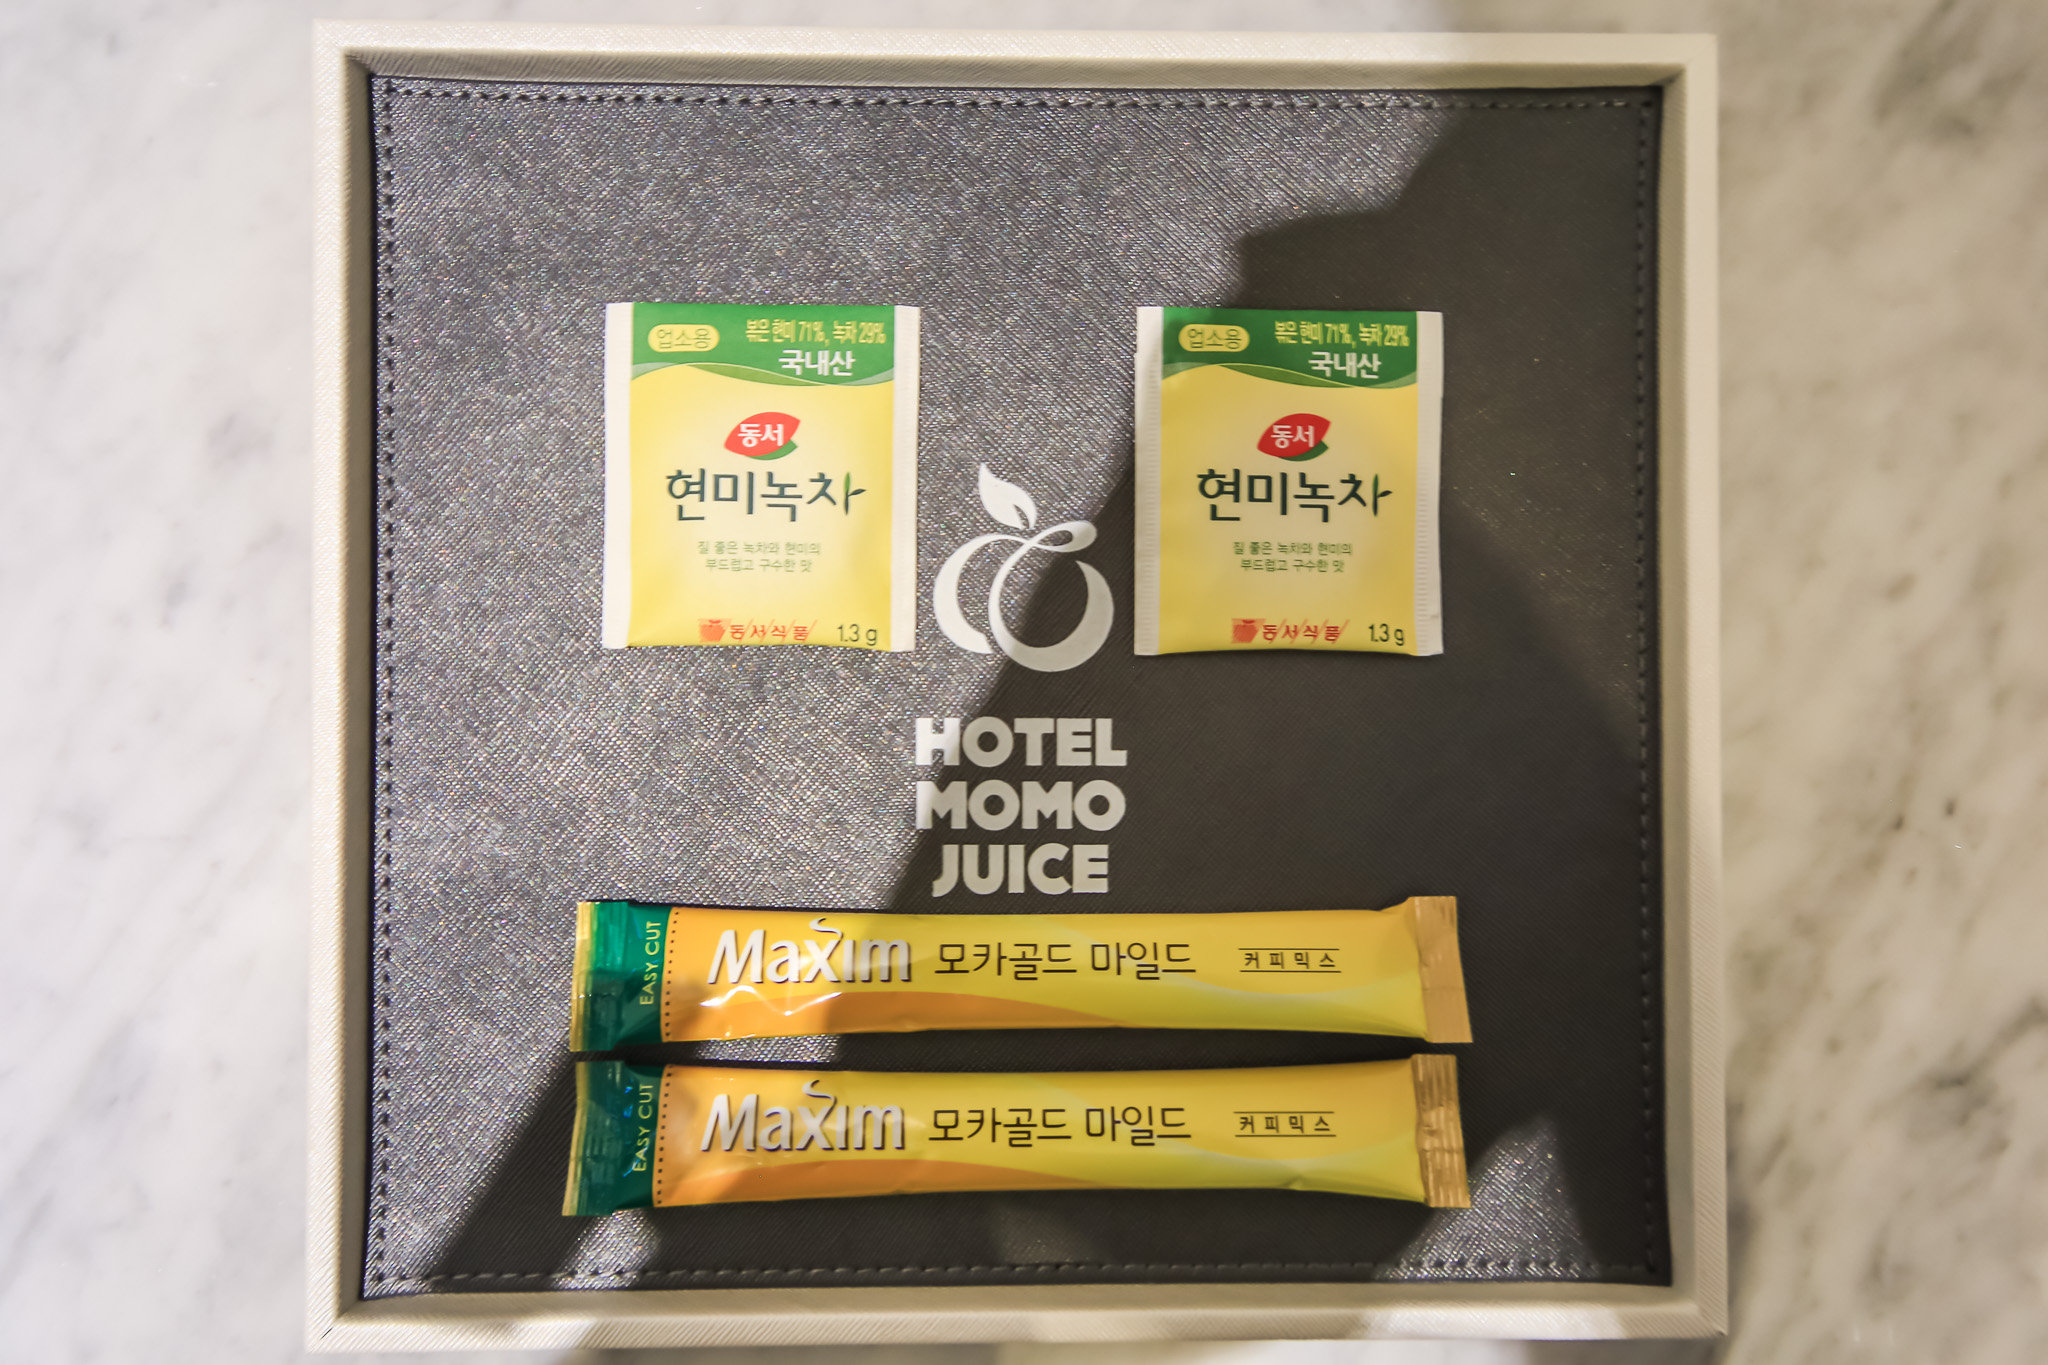 업소용
볶은 현미 71%, 녹차 29%
국내산
동서
현미녹차
질 좋은 녹차와 현미의
부드럽고 구수한 맛
동서식품 1.3 g
업소용
볶은 현미 71%, 녹차 29%
국내산
동서
현미녹차
질 좋은 녹차와 현미의
부드럽고 구수한 맛
동서식품 1.3 g
HOTEL
MOMO
JUICE
EASY CUT
Maxim 모카골드 마일드 커피믹스
EASY CUT
Maxim 모카골드 마일드 커피믹스